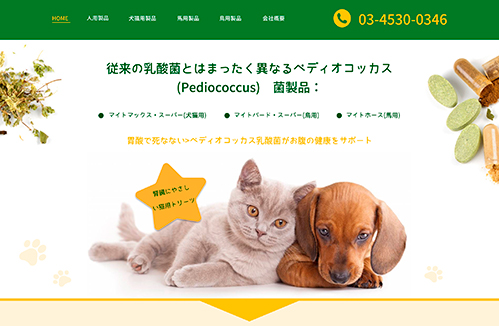 HOME 人用製品 犬猫用製品 馬用製品 鳥用製品 会社概要 03-4530-0346
従来の乳酸菌とはまったく異なるペディオコッカス
(Pediococcus) 菌製品：
● マイトマックス・スーパー(犬猫用) ● マイトバード・スーパー(鳥用) ● マイトホース(馬用)
胃酸で死なない>ペディオコッカス乳酸菌がお腹の健康をサポート
腎臓にやさし
い猫用トリーツ